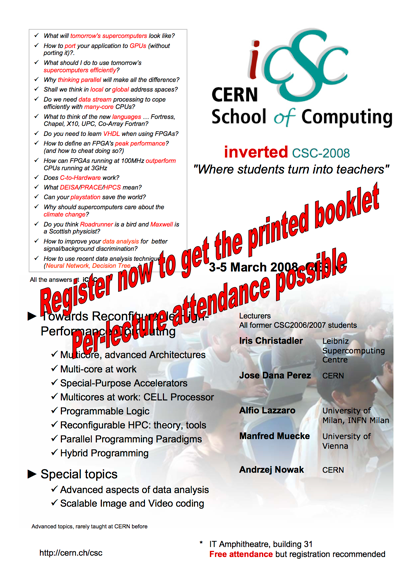 ✓ What will tomorrow's supercomputers look like?
✓ How to port your application to GPUs (without
porting it)?.
✓ What should I do to use tomorrow's
supercomputers efficiently?
✓ Why thinking parallel will make all the difference?
✓ Shall we think in local or global address spaces?
✓ Do we need data stream processing to cope
efficiently with many-core CPUs?
✓ What to think of the new languages … Fortress,
Chapel, X10, UPC, Co-Array Fortran?
✓ Do you need to learn VHDL when using FPGAs?
✓ How to define an FPGA's peak performance?
(and how to cheat doing so?)
✓ How can FPGAs running at 100MHz outperform
CPUs running at 3GHz
✓ Does C-to-Hardware work?
✓ What DEISA/PRACE/HPCS mean?
✓ Can your playstation save the world?
✓ Why should supercomputers care about the
climate change?
✓ Do you think Roadrunner is a bird and Maxwell is
a Scottish physicist?
✓ How to improve your data analysis for better
signal/background discrimination?
✓ How to use recent data analysis techniques
(Neural Network, Decision Tree
All the answers at iCSC
iCSC
CERN
School of Computing
inverted CSC-2008
"Where students turn into teachers"
3-5 March 2008
Register now to get the printed booklet
Per-lecture attendance possible
► Towards Reconfigurable High-
Performance Computing
✓ Multicore, advanced Architectures
✓ Multi-core at work
✓ Special-Purpose Accelerators
✓ Multicores at work: CELL Processor
✓ Programmable Logic
✓ Reconfigurable HPC: theory, tools
✓ Parallel Programming Paradigms
✓ Hybrid Programming
► Special topics
✓ Advanced aspects of data analysis
✓ Scalable Image and Video coding
Lecturers
All former CSC2006/2007 students
Iris Christadler Leibniz
Supercomputing
Centre
Jose Dana Perez CERN
Alfio Lazzaro University of
Milan, INFN Milan
Manfred Muecke University of
Vienna
Andrzej Nowak CERN
Advanced topics, rarely taught at CERN before
http://cern.ch/csc
* IT Amphitheatre, building 31
Free attendance but registration recommended